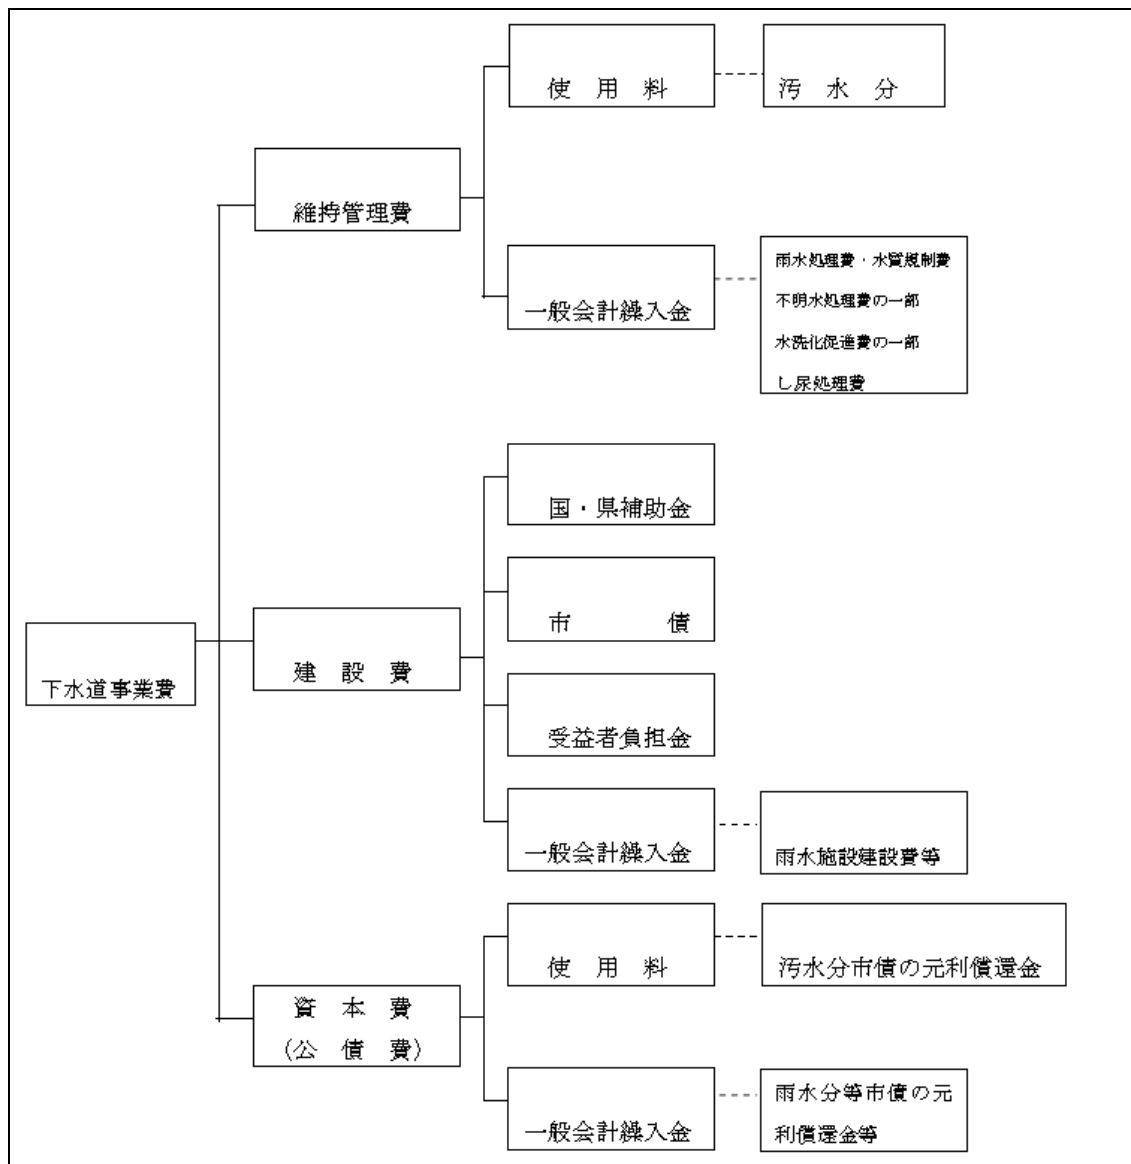 下水道事業費
維持管理費
使用料
汚水分
一般会計繰入金
雨水処理費・水質規制費
不明水処理費の一部
水洗化促進費の一部
し尿処理費
建設費
国・県補助金
市債
受益者負担金
一般会計繰入金
雨水施設建設費等
資本費
(公債費)
使用料
汚水分市債の元利償還金
一般会計繰入金
雨水分等市債の元
利償還金等